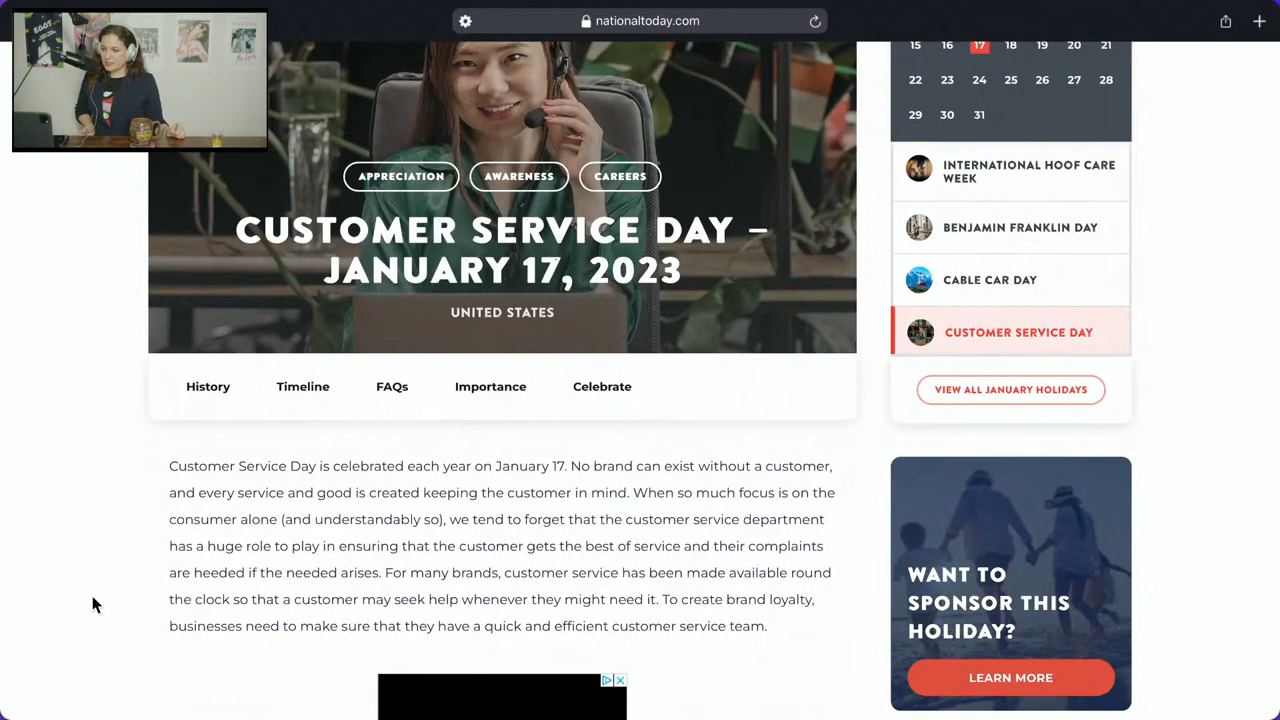 nationaltoday.com
APPRECIATION
AWARENESS
CAREERS
CUSTOMER SERVICE DAY –
JANUARY 17, 2023
UNITED STATES
History
Timeline
FAQs
Importance
Celebrate
Customer Service Day is celebrated each year on January 17. No brand can exist without a customer,
and every service and good is created keeping the customer in mind. When so much focus is on the
consumer alone (and understandably so), we tend to forget that the customer service department
has a huge role to play in ensuring that the customer gets the best of service and their complaints
are heeded if the needed arises. For many brands, customer service has been made available round
the clock so that a customer may seek help whenever they might need it. To create brand loyalty,
businesses need to make sure that they have a quick and efficient customer service team.
15 16 17 18 19 20 21
22 23 24 25 26 27 28
29 30 31
INTERNATIONAL HOOF CARE
WEEK
BENJAMIN FRANKLIN DAY
CABLE CAR DAY
CUSTOMER SERVICE DAY
VIEW ALL JANUARY HOLIDAYS
WANT TO
SPONSOR THIS
HOLIDAY?
LEARN MORE